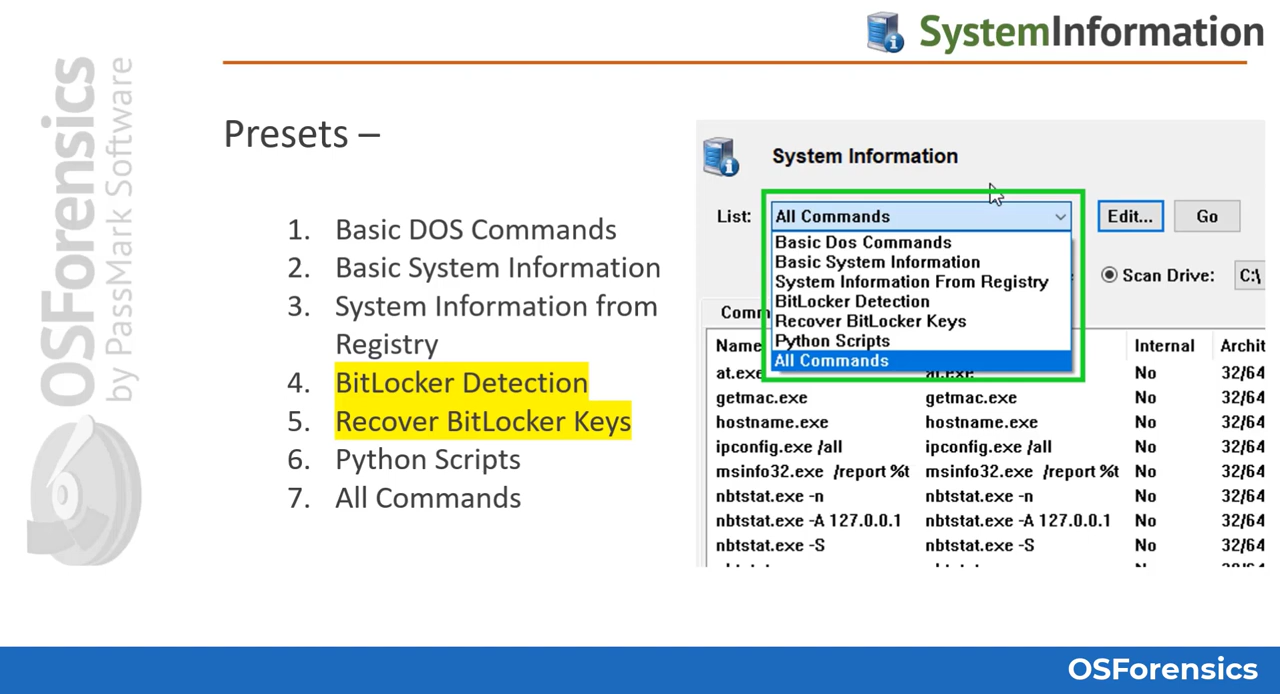 SystemInformation
OSForensics
by PassMark Software
Presets –
1. Basic DOS Commands
2. Basic System Information
3. System Information from
Registry
4. BitLocker Detection
5. Recover BitLocker Keys
6. Python Scripts
7. All Commands
System Information
List: All Commands Edit... Go
Basic Dos Commands
Basic System Information
System Information From Registry
BitLocker Detection
Recover BitLocker Keys
Python Scripts
All Commands
Scan Drive: C:\
Comm
Name Internal Archit
at.exe at.exe No 32/64
getmac.exe getmac.exe No 32/64
hostname.exe hostname.exe No 32/64
ipconfig.exe /all ipconfig.exe /all No 32/64
msinfo32.exe /report %t msinfo32.exe /report %t No 32/64
nbtstat.exe -n nbtstat.exe -n No 32/64
nbtstat.exe -A 127.0.0.1 nbtstat.exe -A 127.0.0.1 No 32/64
nbtstat.exe -S nbtstat.exe -S No 32/64
OSForensics